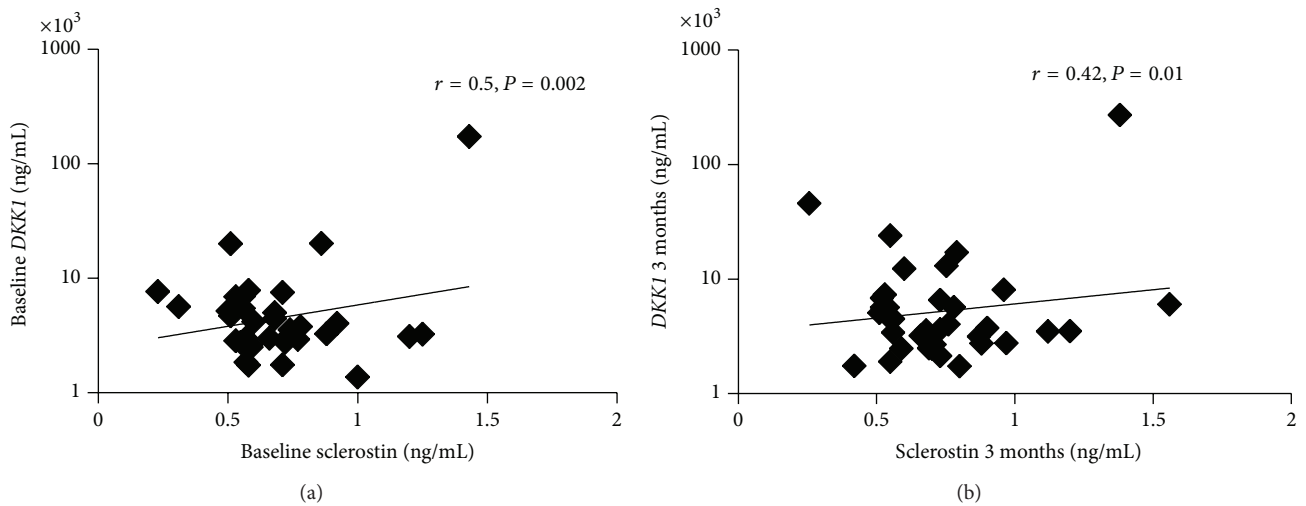 ×10³
1000
100
10
1
Baseline DKK1 (ng/mL)
r = 0.5, P = 0.002
0 0.5 1 1.5 2
Baseline sclerostin (ng/mL)
(a)
×10³
1000
100
10
1
DKK1 3 months (ng/mL)
r = 0.42, P = 0.01
0 0.5 1 1.5 2
Sclerostin 3 months (ng/mL)
(b)